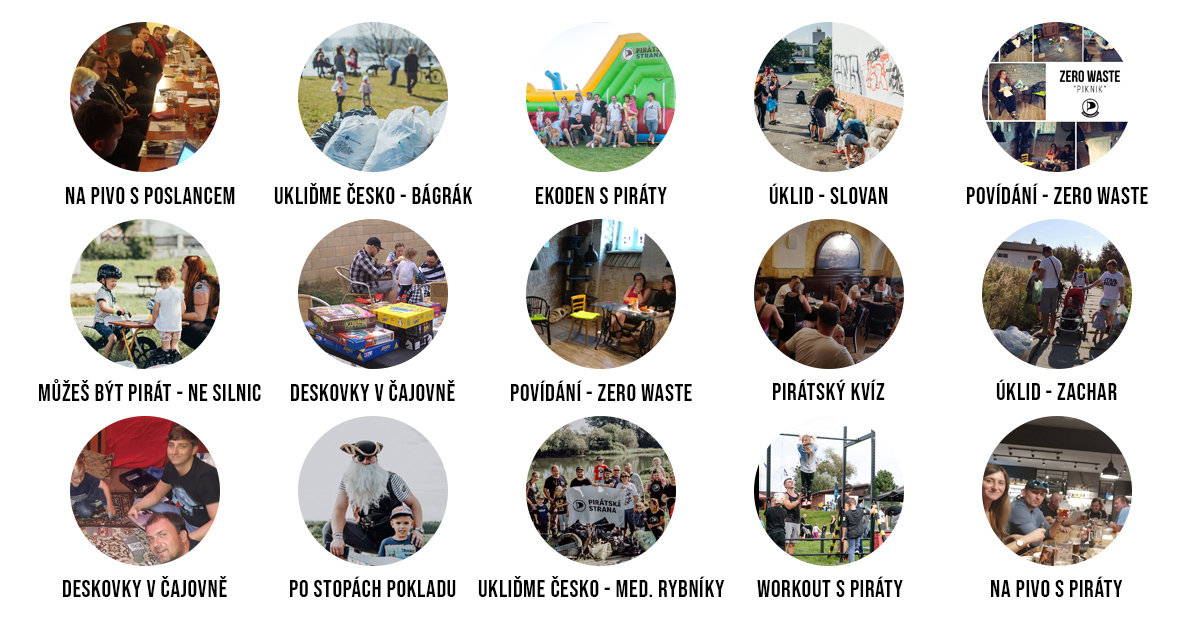 PIRÁTSKÁ
STRANA
ZERO WASTE
"PIKNIK"
NA PIVO S POSLANCEM
UKLIĎME ČESKO - BÁGRÁK
EKODEN S PIRÁTY
ÚKLID - SLOVAN
POVÍDÁNÍ - ZERO WASTE
MŮŽEŠ BÝT PIRÁT - NE SILNIC
DESKOVKY V ČAJOVNĚ
POVÍDÁNÍ - ZERO WASTE
PIRÁTSKÝ KVÍZ
ÚKLID - ZACHAR
PIRÁTSKÁ
STRANA
DESKOVKY V ČAJOVNĚ
PO STOPÁCH POKLADU
UKLIĎME ČESKO - MED. RYBNÍKY
WORKOUT S PIRÁTY
NA PIVO S PIRÁTY